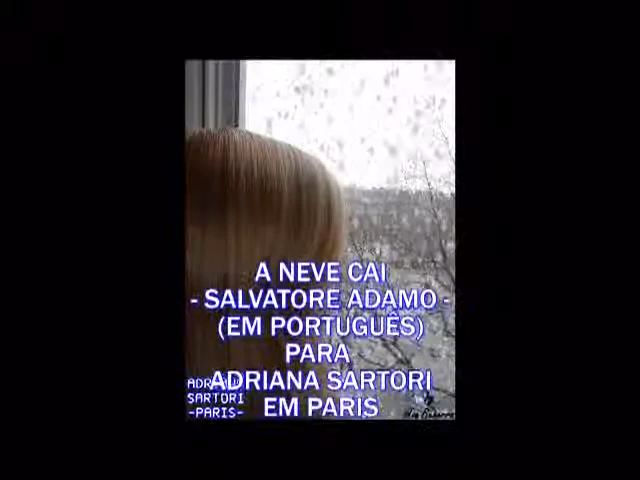 A NEVE CAI
- SALVATORE ADAMO -
(EM PORTUGUÊS)
PARA
ADRIANA SARTORI
EM PARIS
SARTORI
-PARIS-